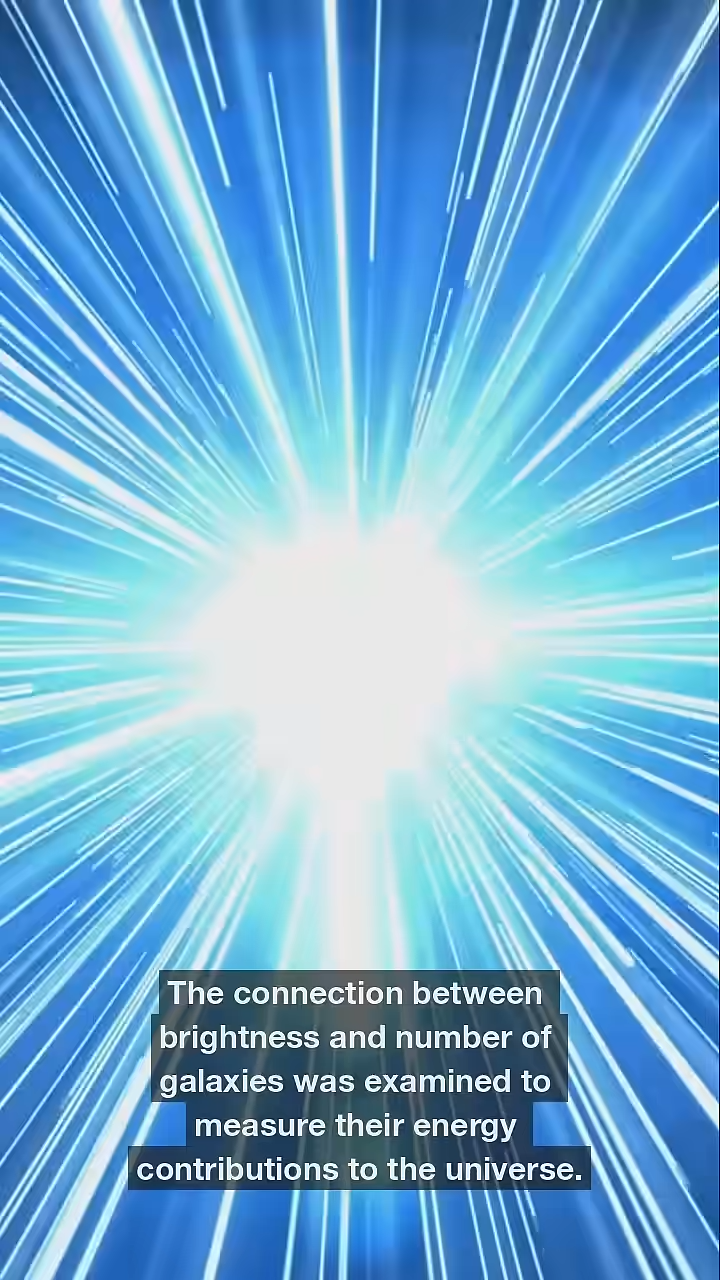 The connection between
brightness and number of
galaxies was examined to
measure their energy
contributions to the universe.